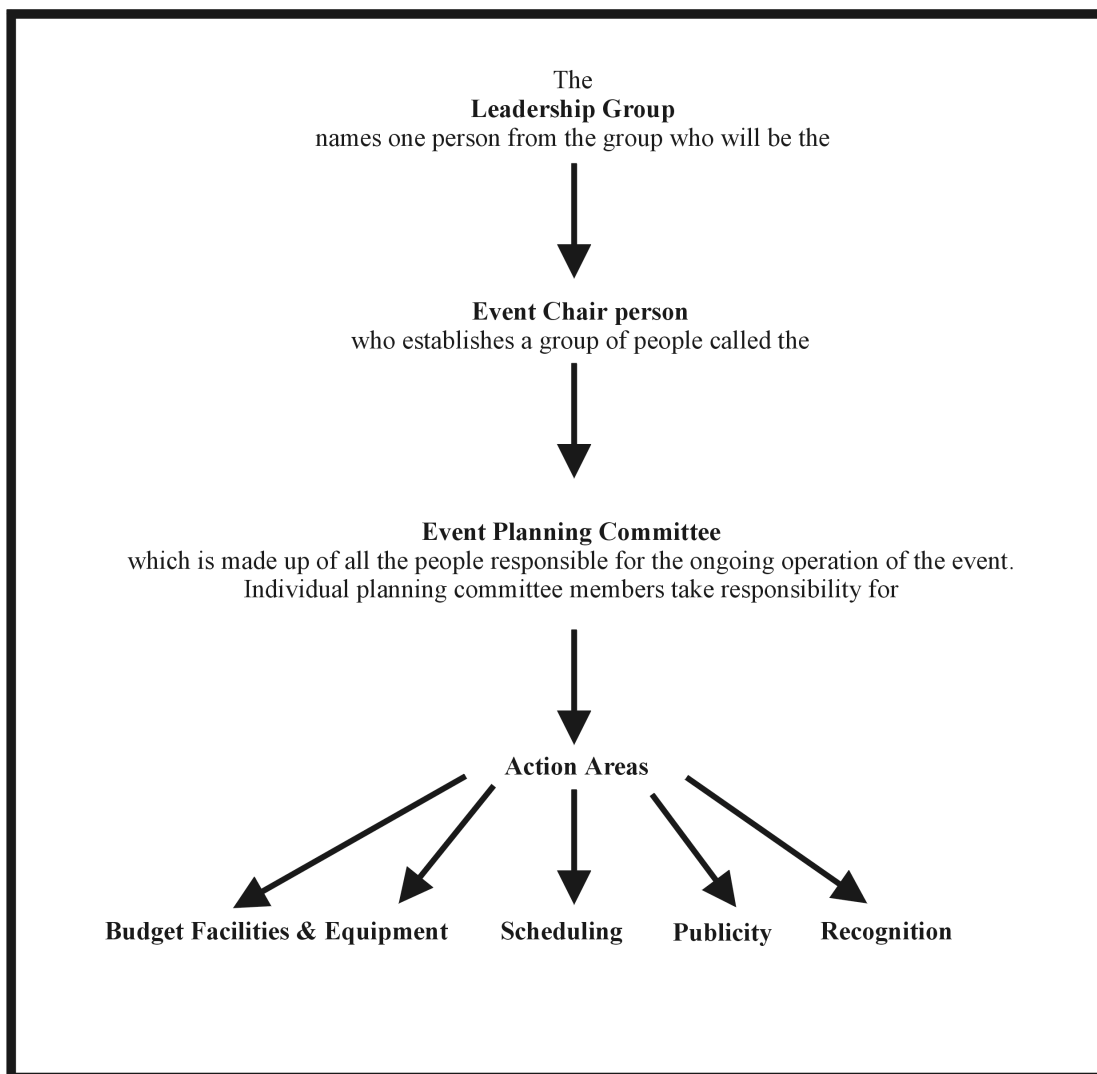 The
Leadership Group
names one person from the group who will be the
Event Chair person
who establishes a group of people called the
Event Planning Committee
which is made up of all the people responsible for the ongoing operation of the event.
Individual planning committee members take responsibility for
Action Areas
Budget Facilities & Equipment Scheduling Publicity Recognition